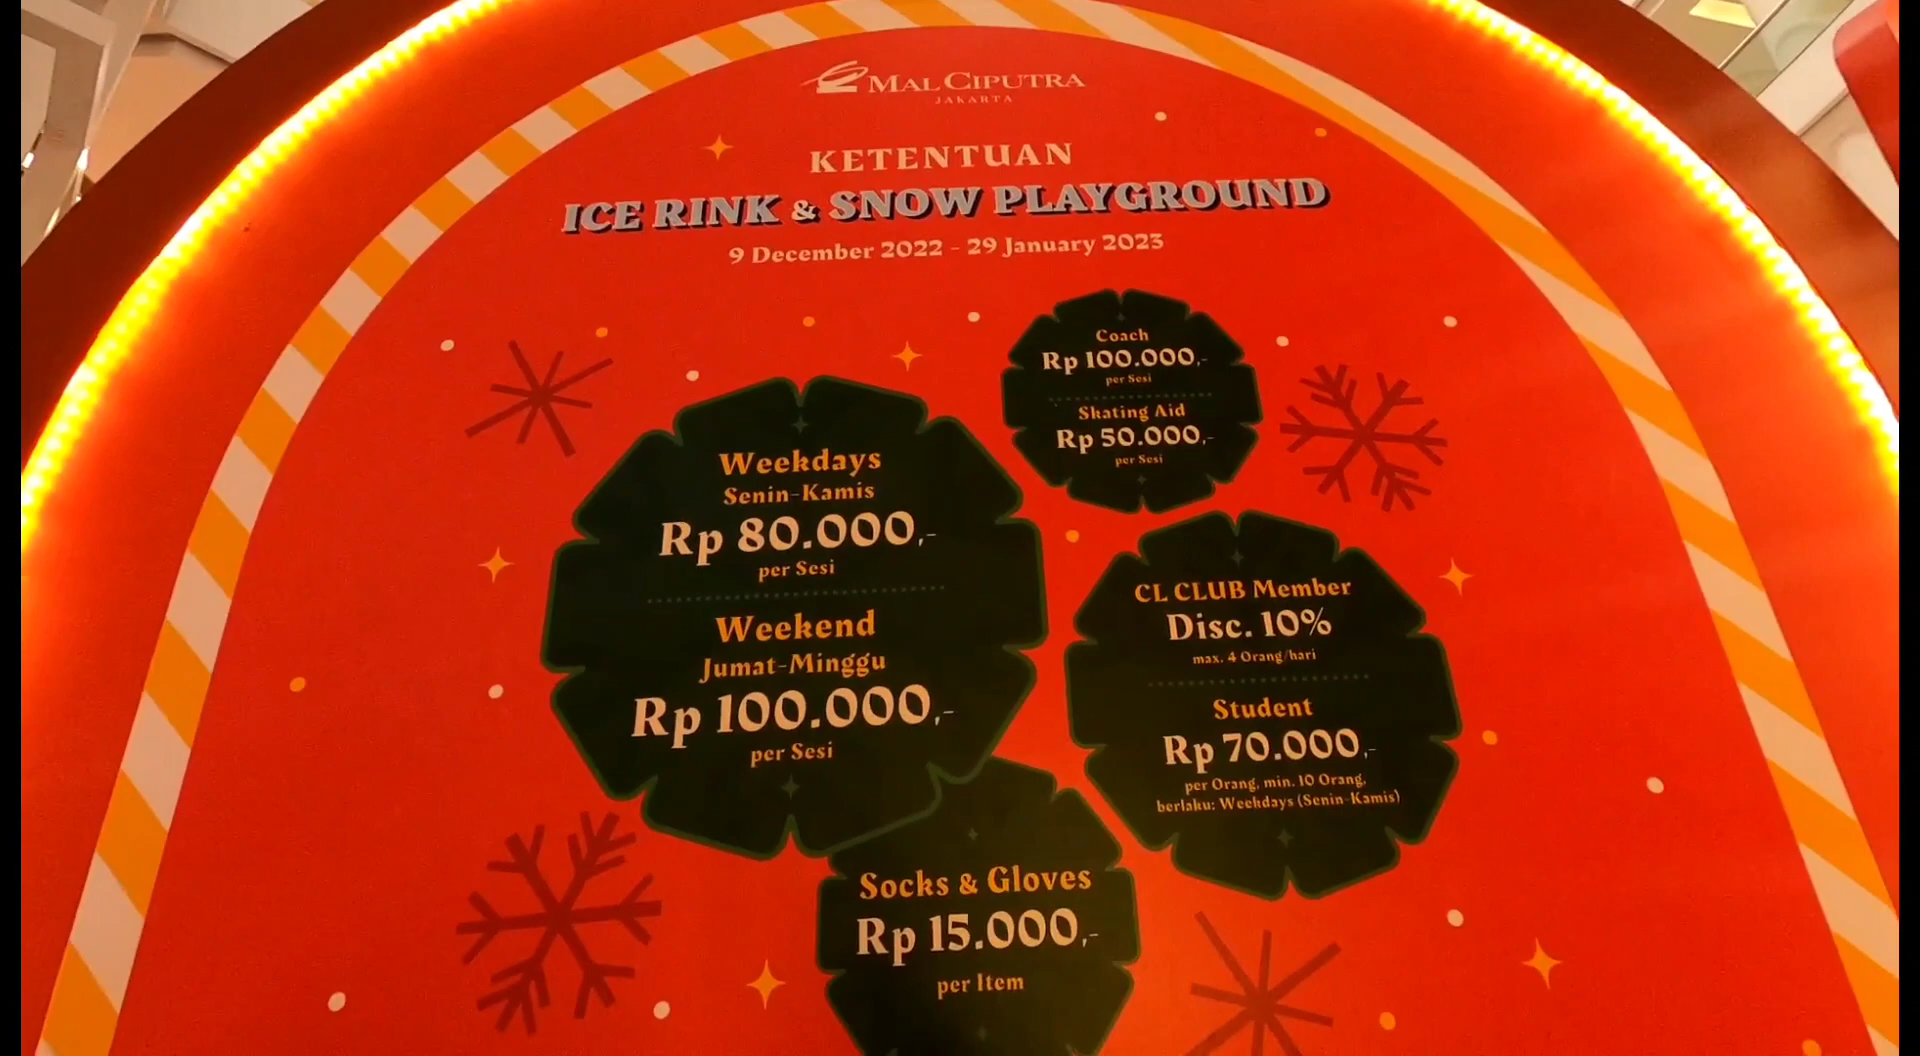 MAL CIPUTRA
JAKARTA
KETENTUAN
ICE RINK & SNOW PLAYGROUND
9 December 2022 - 29 January 2023
Coach
Rp 100.000,-
per Sesi
Skating Aid
Rp 50.000,-
per Sesi
Weekdays
Senin-Kamis
Rp 80.000,-
per Sesi
Weekend
Jumat-Minggu
Rp 100.000,-
per Sesi
CL CLUB Member
Disc. 10%
max. 4 Orang/hari
Student
Rp 70.000,-
per Orang, min. 10 Orang,
berlaku: Weekdays (Senin-Kamis)
Socks & Gloves
Rp 15.000,-
per Item